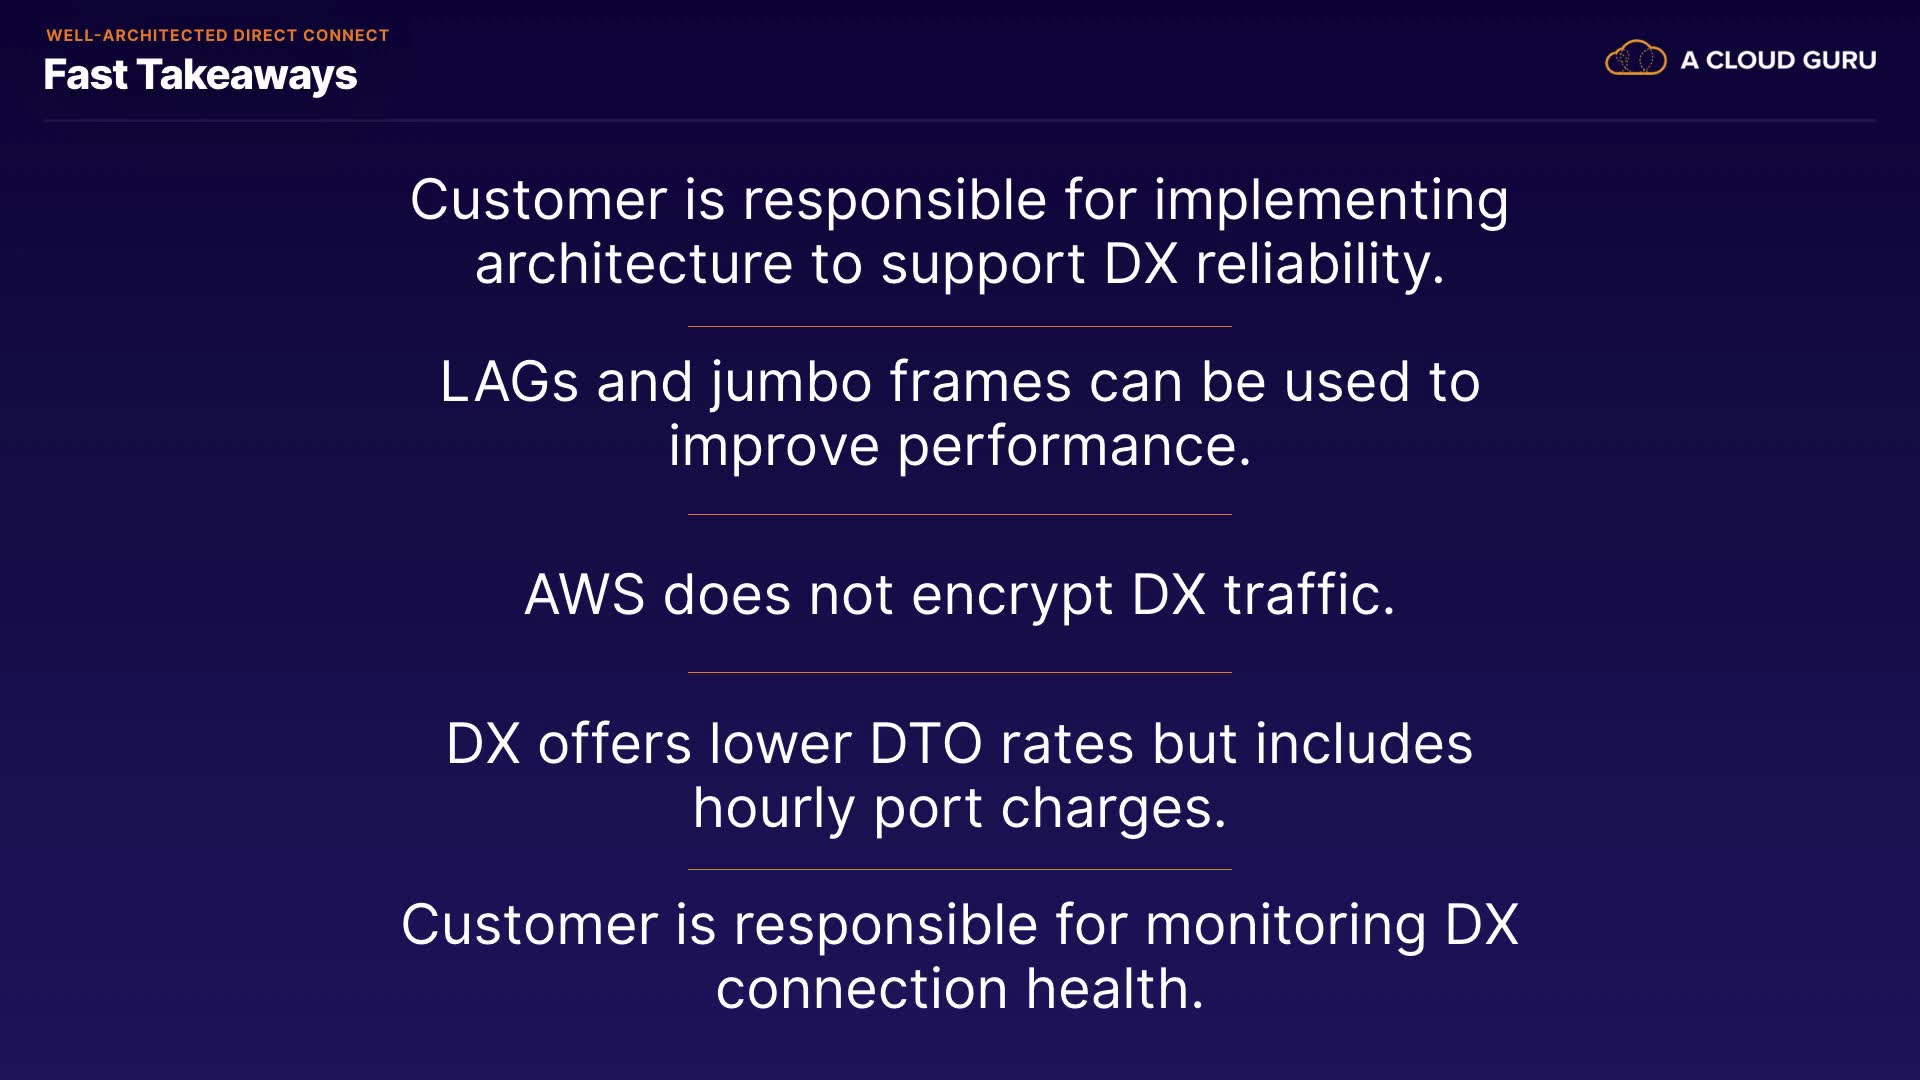 WELL-ARCHITECTED DIRECT CONNECT
Fast Takeaways
A CLOUD GURU
Customer is responsible for implementing
architecture to support DX reliability.
LAGs and jumbo frames can be used to
improve performance.
AWS does not encrypt DX traffic.
DX offers lower DTO rates but includes
hourly port charges.
Customer is responsible for monitoring DX
connection health.